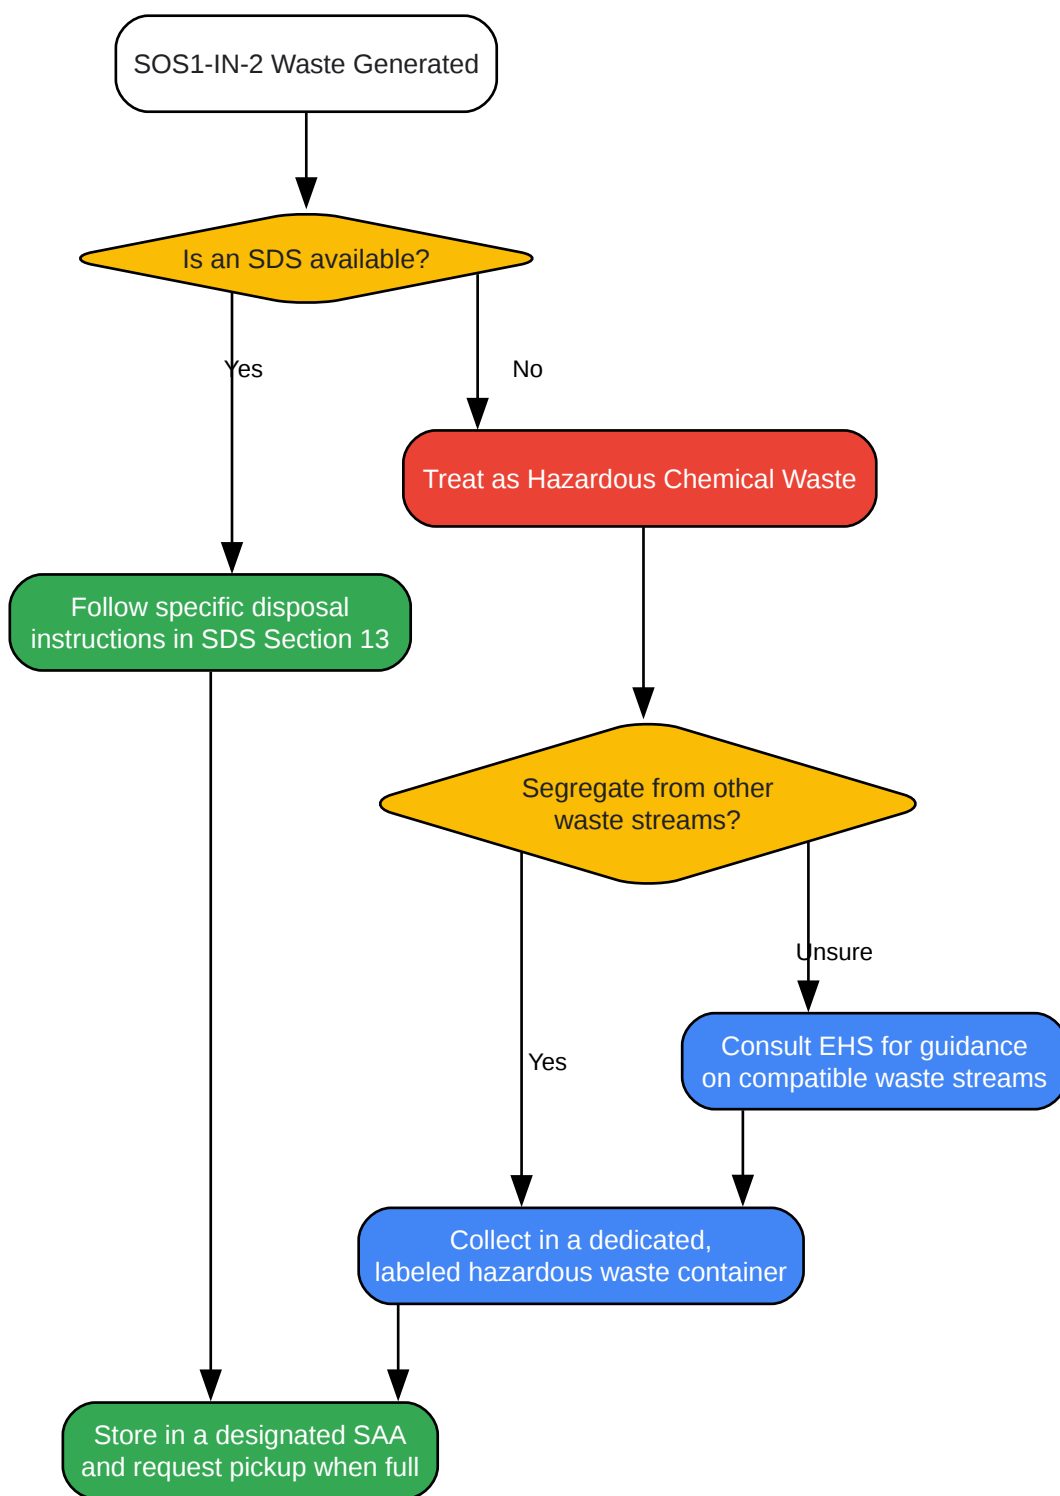 SOS1-IN-2 Waste Generated
Is an SDS available?
Yes
No
Treat as Hazardous Chemical Waste
Follow specific disposal
instructions in SDS Section 13
Segregate from other
waste streams?
Unsure
Consult EHS for guidance
on compatible waste streams
Yes
Collect in a dedicated,
labeled hazardous waste container
Store in a designated SAA
and request pickup when full